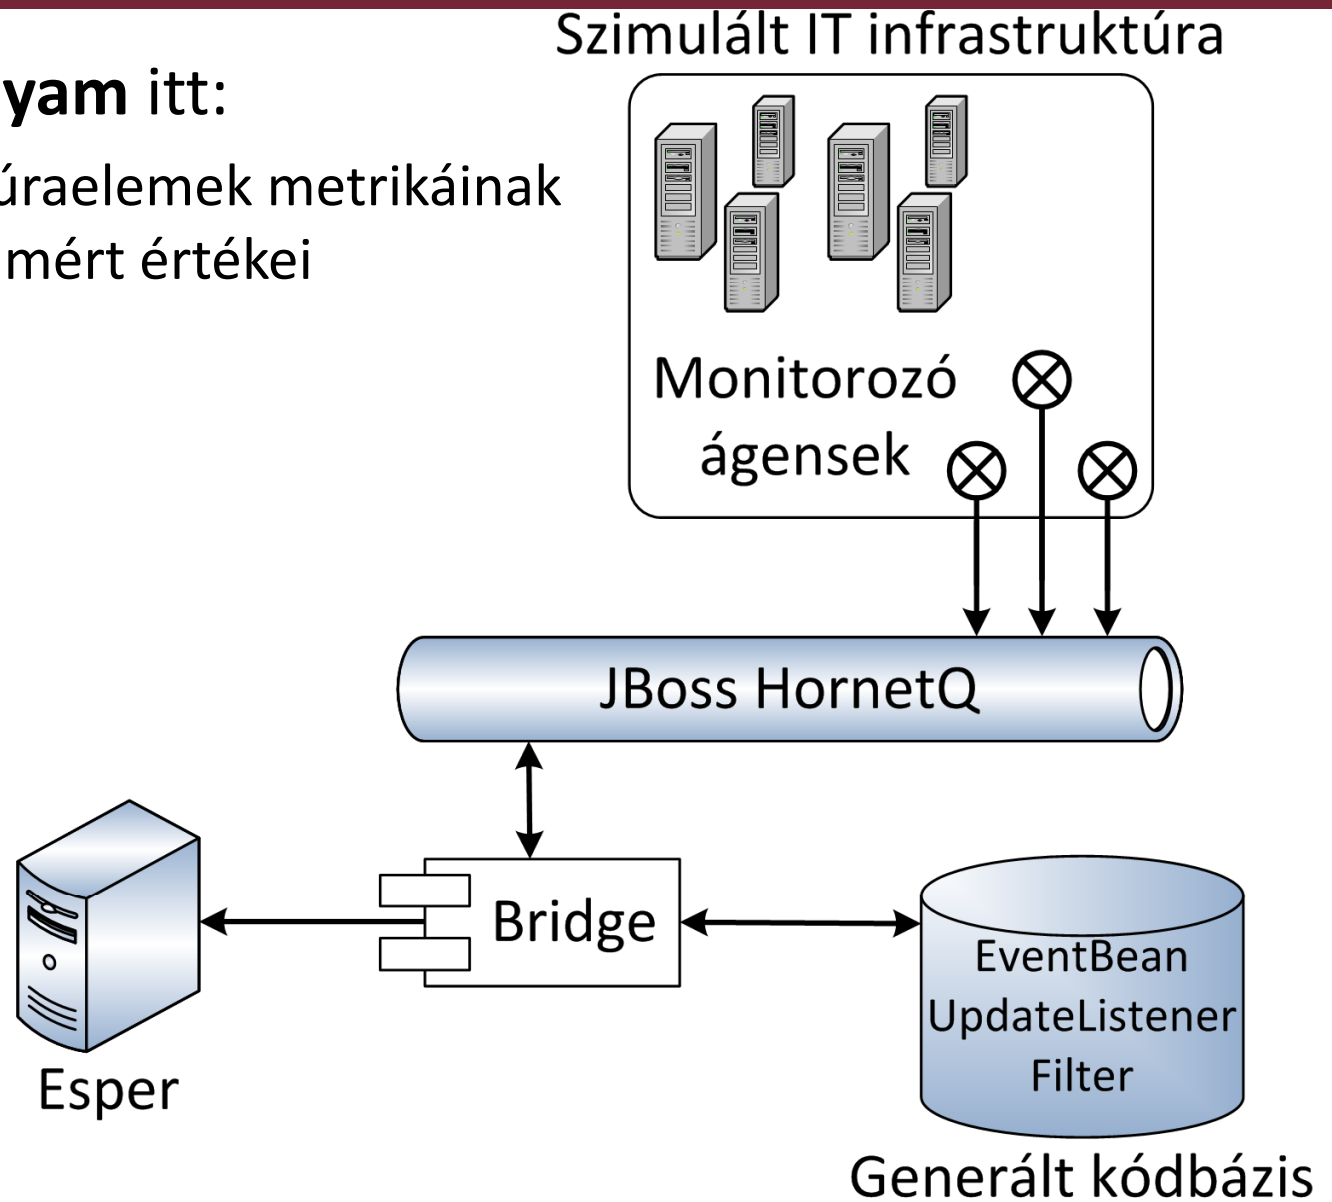 Szimulált IT infrastruktúra
yam itt:
úraelemek metrikáinak
mért értékei
Monitorozó
ágensek
JBoss HornetQ
Bridge
EventBean
UpdateListener
Filter
Esper
Generált kódbázis